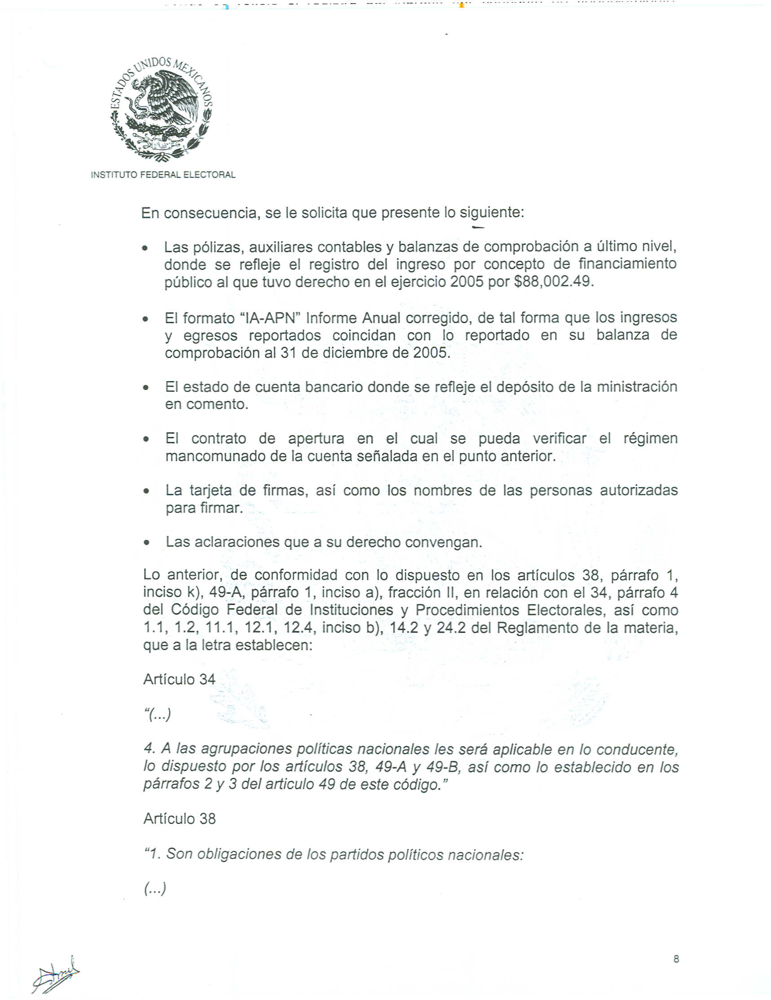 ESTADOS UNIDOS MEXICANOS
INSTITUTO FEDERAL ELECTORAL
En consecuencia, se le solicita que presente lo siguiente:
• Las pólizas, auxiliares contables y balanzas de comprobación a último nivel,
donde se refleje el registro del ingreso por concepto de financiamiento
público al que tuvo derecho en el ejercicio 2005 por $88,002.49.
• El formato “IA-APN” Informe Anual corregido, de tal forma que los ingresos
y egresos reportados coincidan con lo reportado en su balanza de
comprobación al 31 de diciembre de 2005.
• El estado de cuenta bancario donde se refleje el depósito de la ministración
en comento.
• El contrato de apertura en el cual se pueda verificar el régimen
mancomunado de la cuenta señalada en el punto anterior.
• La tarjeta de firmas, así como los nombres de las personas autorizadas
para firmar.
• Las aclaraciones que a su derecho convengan.
Lo anterior, de conformidad con lo dispuesto en los artículos 38, párrafo 1,
inciso k), 49-A, párrafo 1, inciso a), fracción II, en relación con el 34, párrafo 4
del Código Federal de Instituciones y Procedimientos Electorales, así como
1.1, 1.2, 11.1, 12.1, 12.4, inciso b), 14.2 y 24.2 del Reglamento de la materia,
que a la letra establecen:
Artículo 34
“(...)
4. A las agrupaciones políticas nacionales les será aplicable en lo conducente,
lo dispuesto por los artículos 38, 49-A y 49-B, así como lo establecido en los
párrafos 2 y 3 del articulo 49 de este código.”
Artículo 38
“1. Son obligaciones de los partidos políticos nacionales:
(...)
8